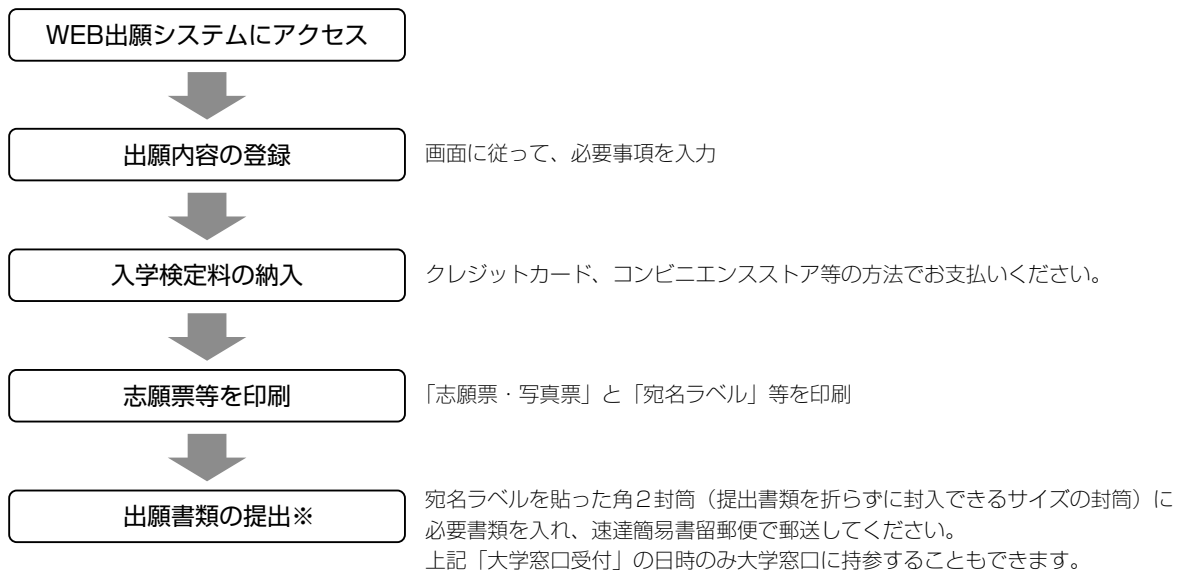 WEB出願システムにアクセス
出願内容の登録
画面に従って、必要事項を入力
入学検定料の納入
クレジットカード、コンビニエンスストア等の方法でお支払いください。
志願票等を印刷
「志願票・写真票」と「宛名ラベル」等を印刷
出願書類の提出※
宛名ラベルを貼った角2封筒（提出書類を折らずに封入できるサイズの封筒）に
必要書類を入れ、速達簡易書留郵便で郵送してください。
上記「大学窓口受付」の日時のみ大学窓口に持参することもできます。